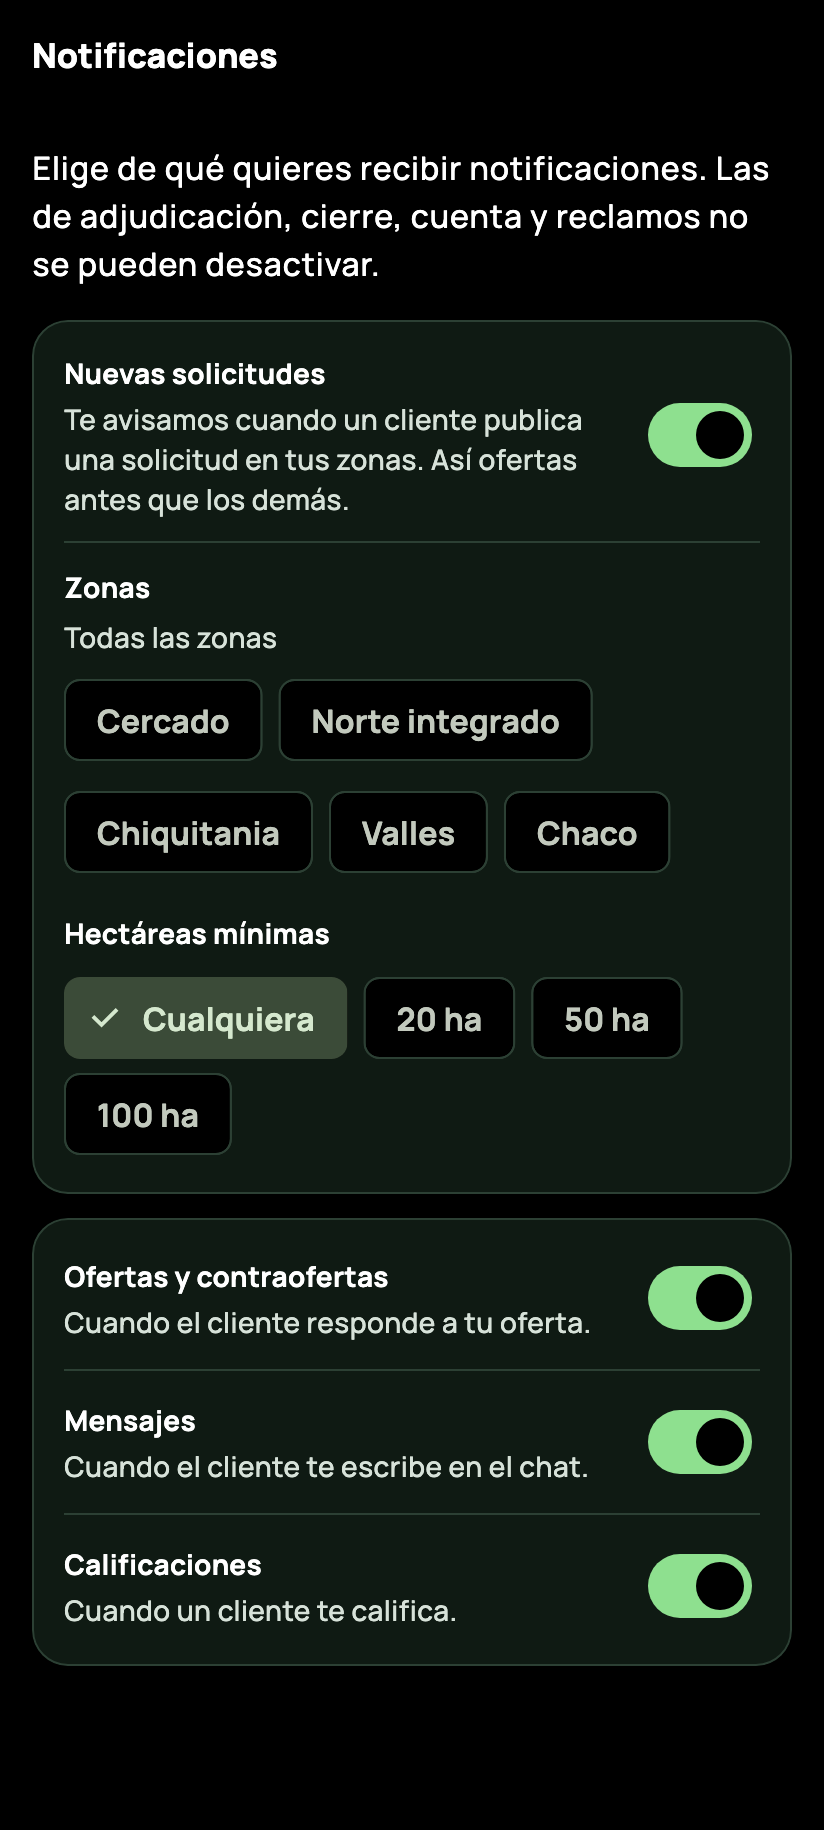 Notificaciones
Elige de qué quieres recibir notificaciones. Las
de adjudicación, cierre, cuenta y reclamos no
se pueden desactivar.
Nuevas solicitudes
Te avisamos cuando un cliente publica
una solicitud en tus zonas. Así ofertas
antes que los demás.
Zonas
Todas las zonas
Cercado
Norte integrado
Chiquitania
Valles
Chaco
Hectáreas mínimas
Cualquiera
20 ha
50 ha
100 ha
Ofertas y contraofertas
Cuando el cliente responde a tu oferta.
Mensajes
Cuando el cliente te escribe en el chat.
Calificaciones
Cuando un cliente te califica.